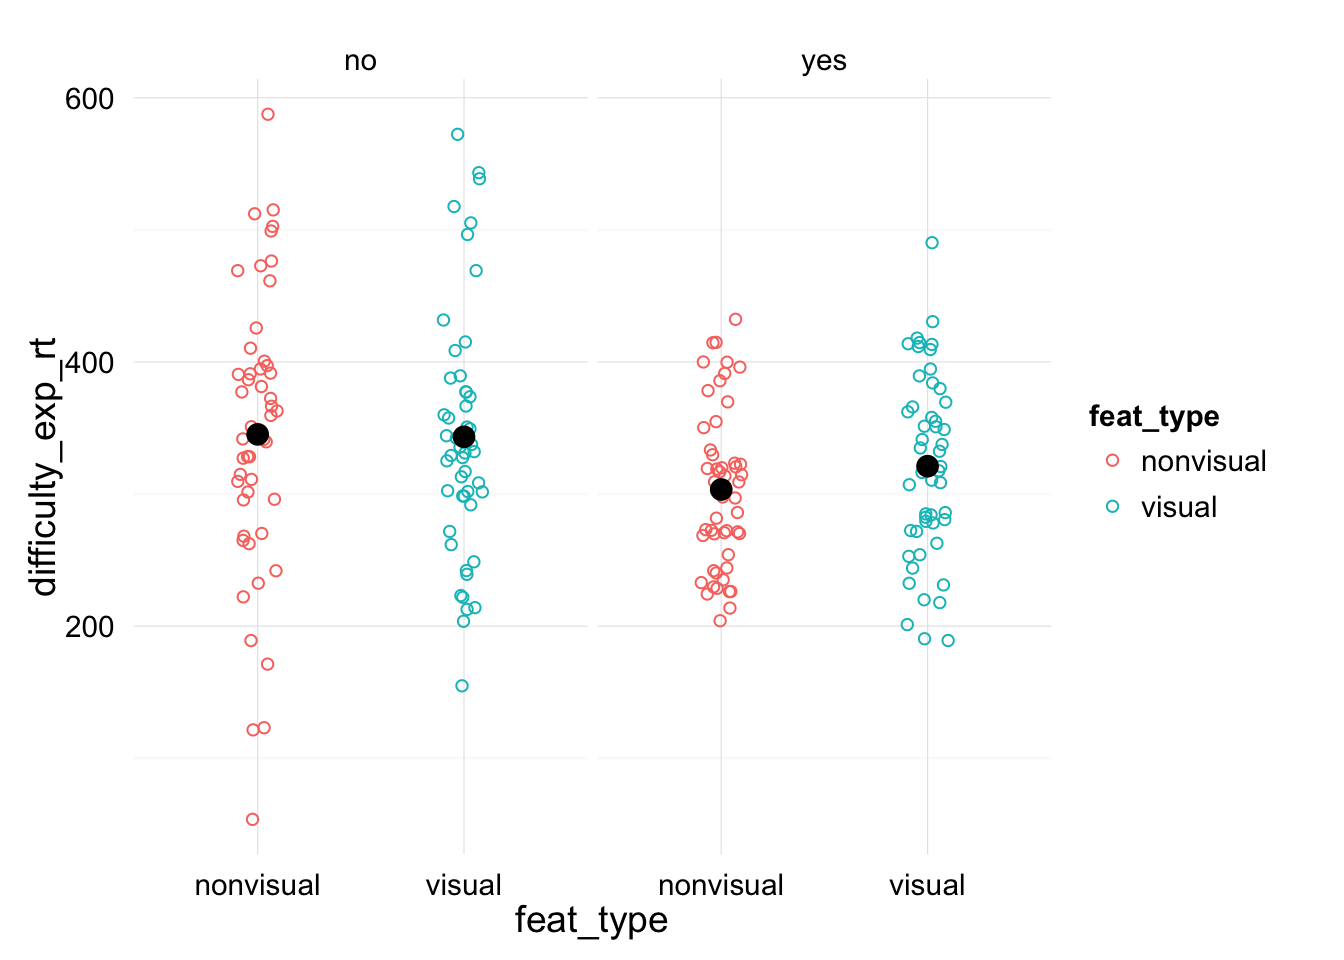 no
yes
600
400
200
difficulty_exp_rt
nonvisual
visual
nonvisual
visual
feat_type
feat_type
nonvisual
visual